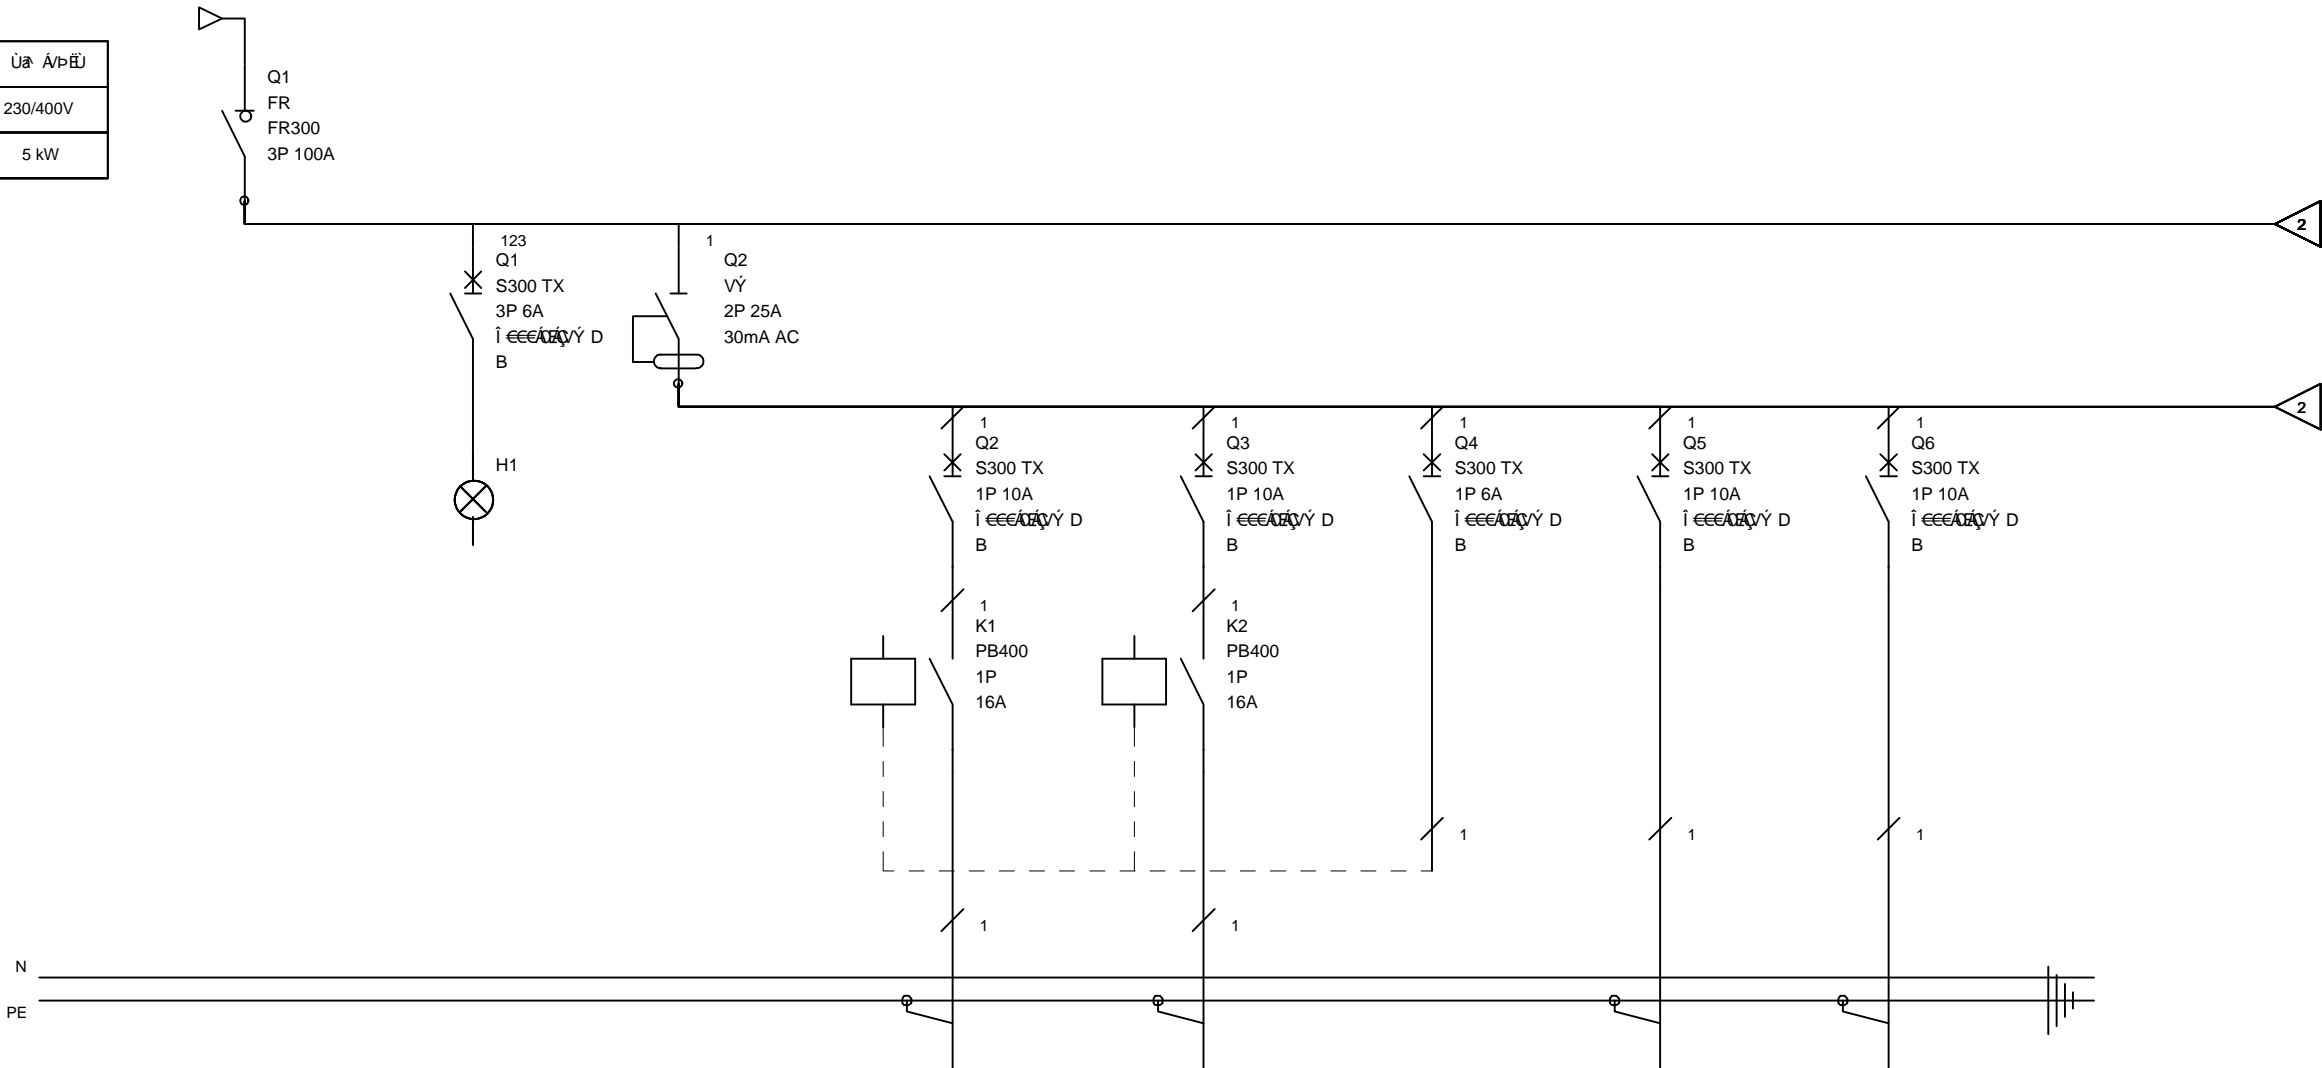 230/400V
5 kW
Q1
FR
FR300
3P 100A
2
123
Q1
S300 TX
3P 6A
B
1
Q2
VÝ
2P 25A
30mA AC
2
H1
1
Q2
S300 TX
1P 10A
B
1
Q3
S300 TX
1P 10A
B
1
Q4
S300 TX
1P 6A
B
1
Q5
S300 TX
1P 10A
B
1
Q6
S300 TX
1P 10A
B
1
K1
PB400
1P
16A
1
K2
PB400
1P
16A
1
1
1
1
1
N
PE